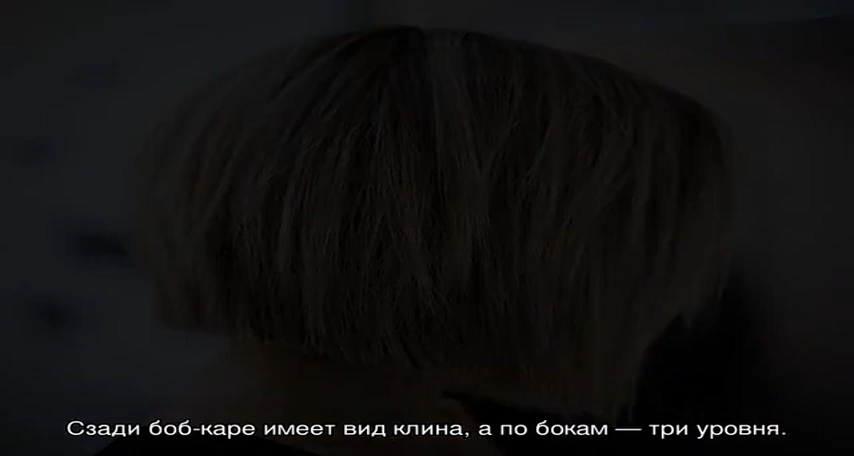 Сзади боб-каре имеет вид клина, а по бокам — три уровня.